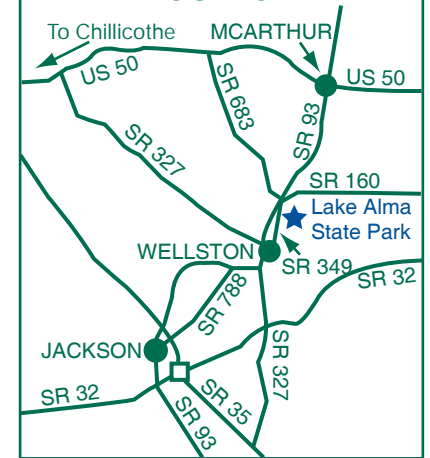 To Chillicothe
MCARTHUR
US 50
US 50
SR 683
SR 93
SR 327
SR 160
Lake Alma
State Park
WELLSTON
SR 349
SR 32
SR 788
JACKSON
SR 327
SR 32
SR 35
SR 93